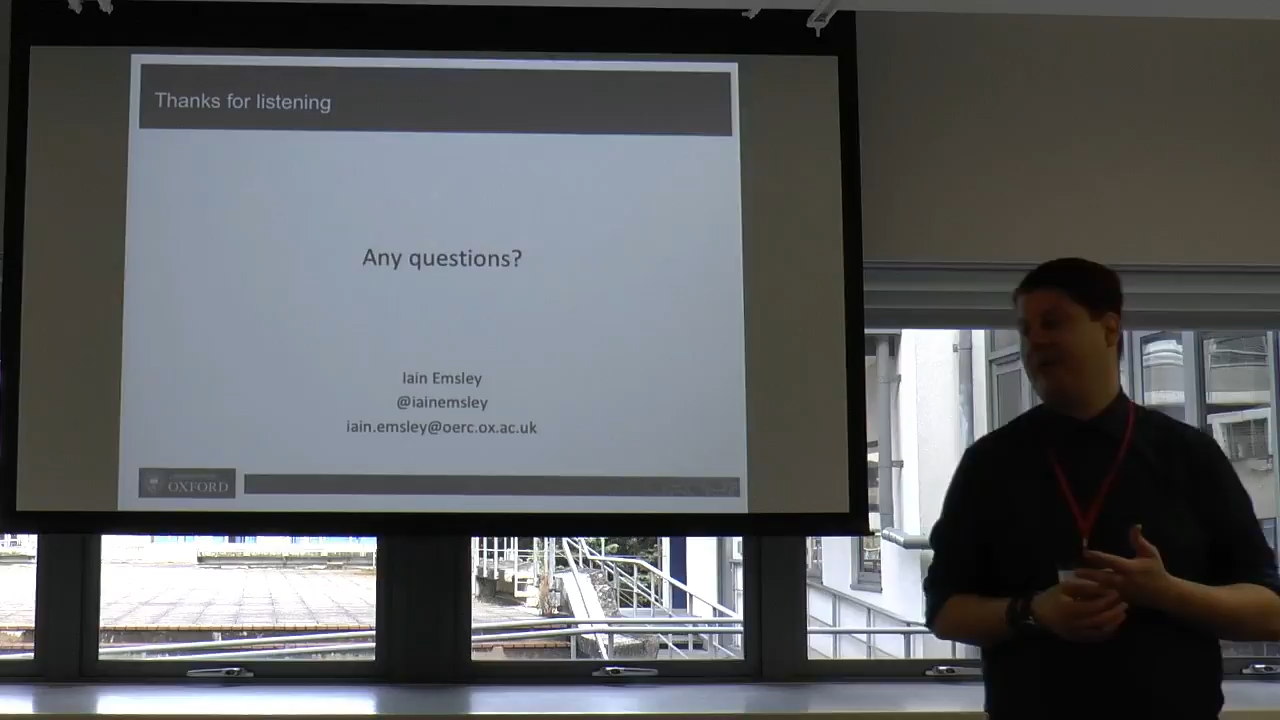 Thanks for listening
Any questions?
Iain Emsley
@iainemsley
iain.emsley@oerc.ox.ac.uk
OXFORD